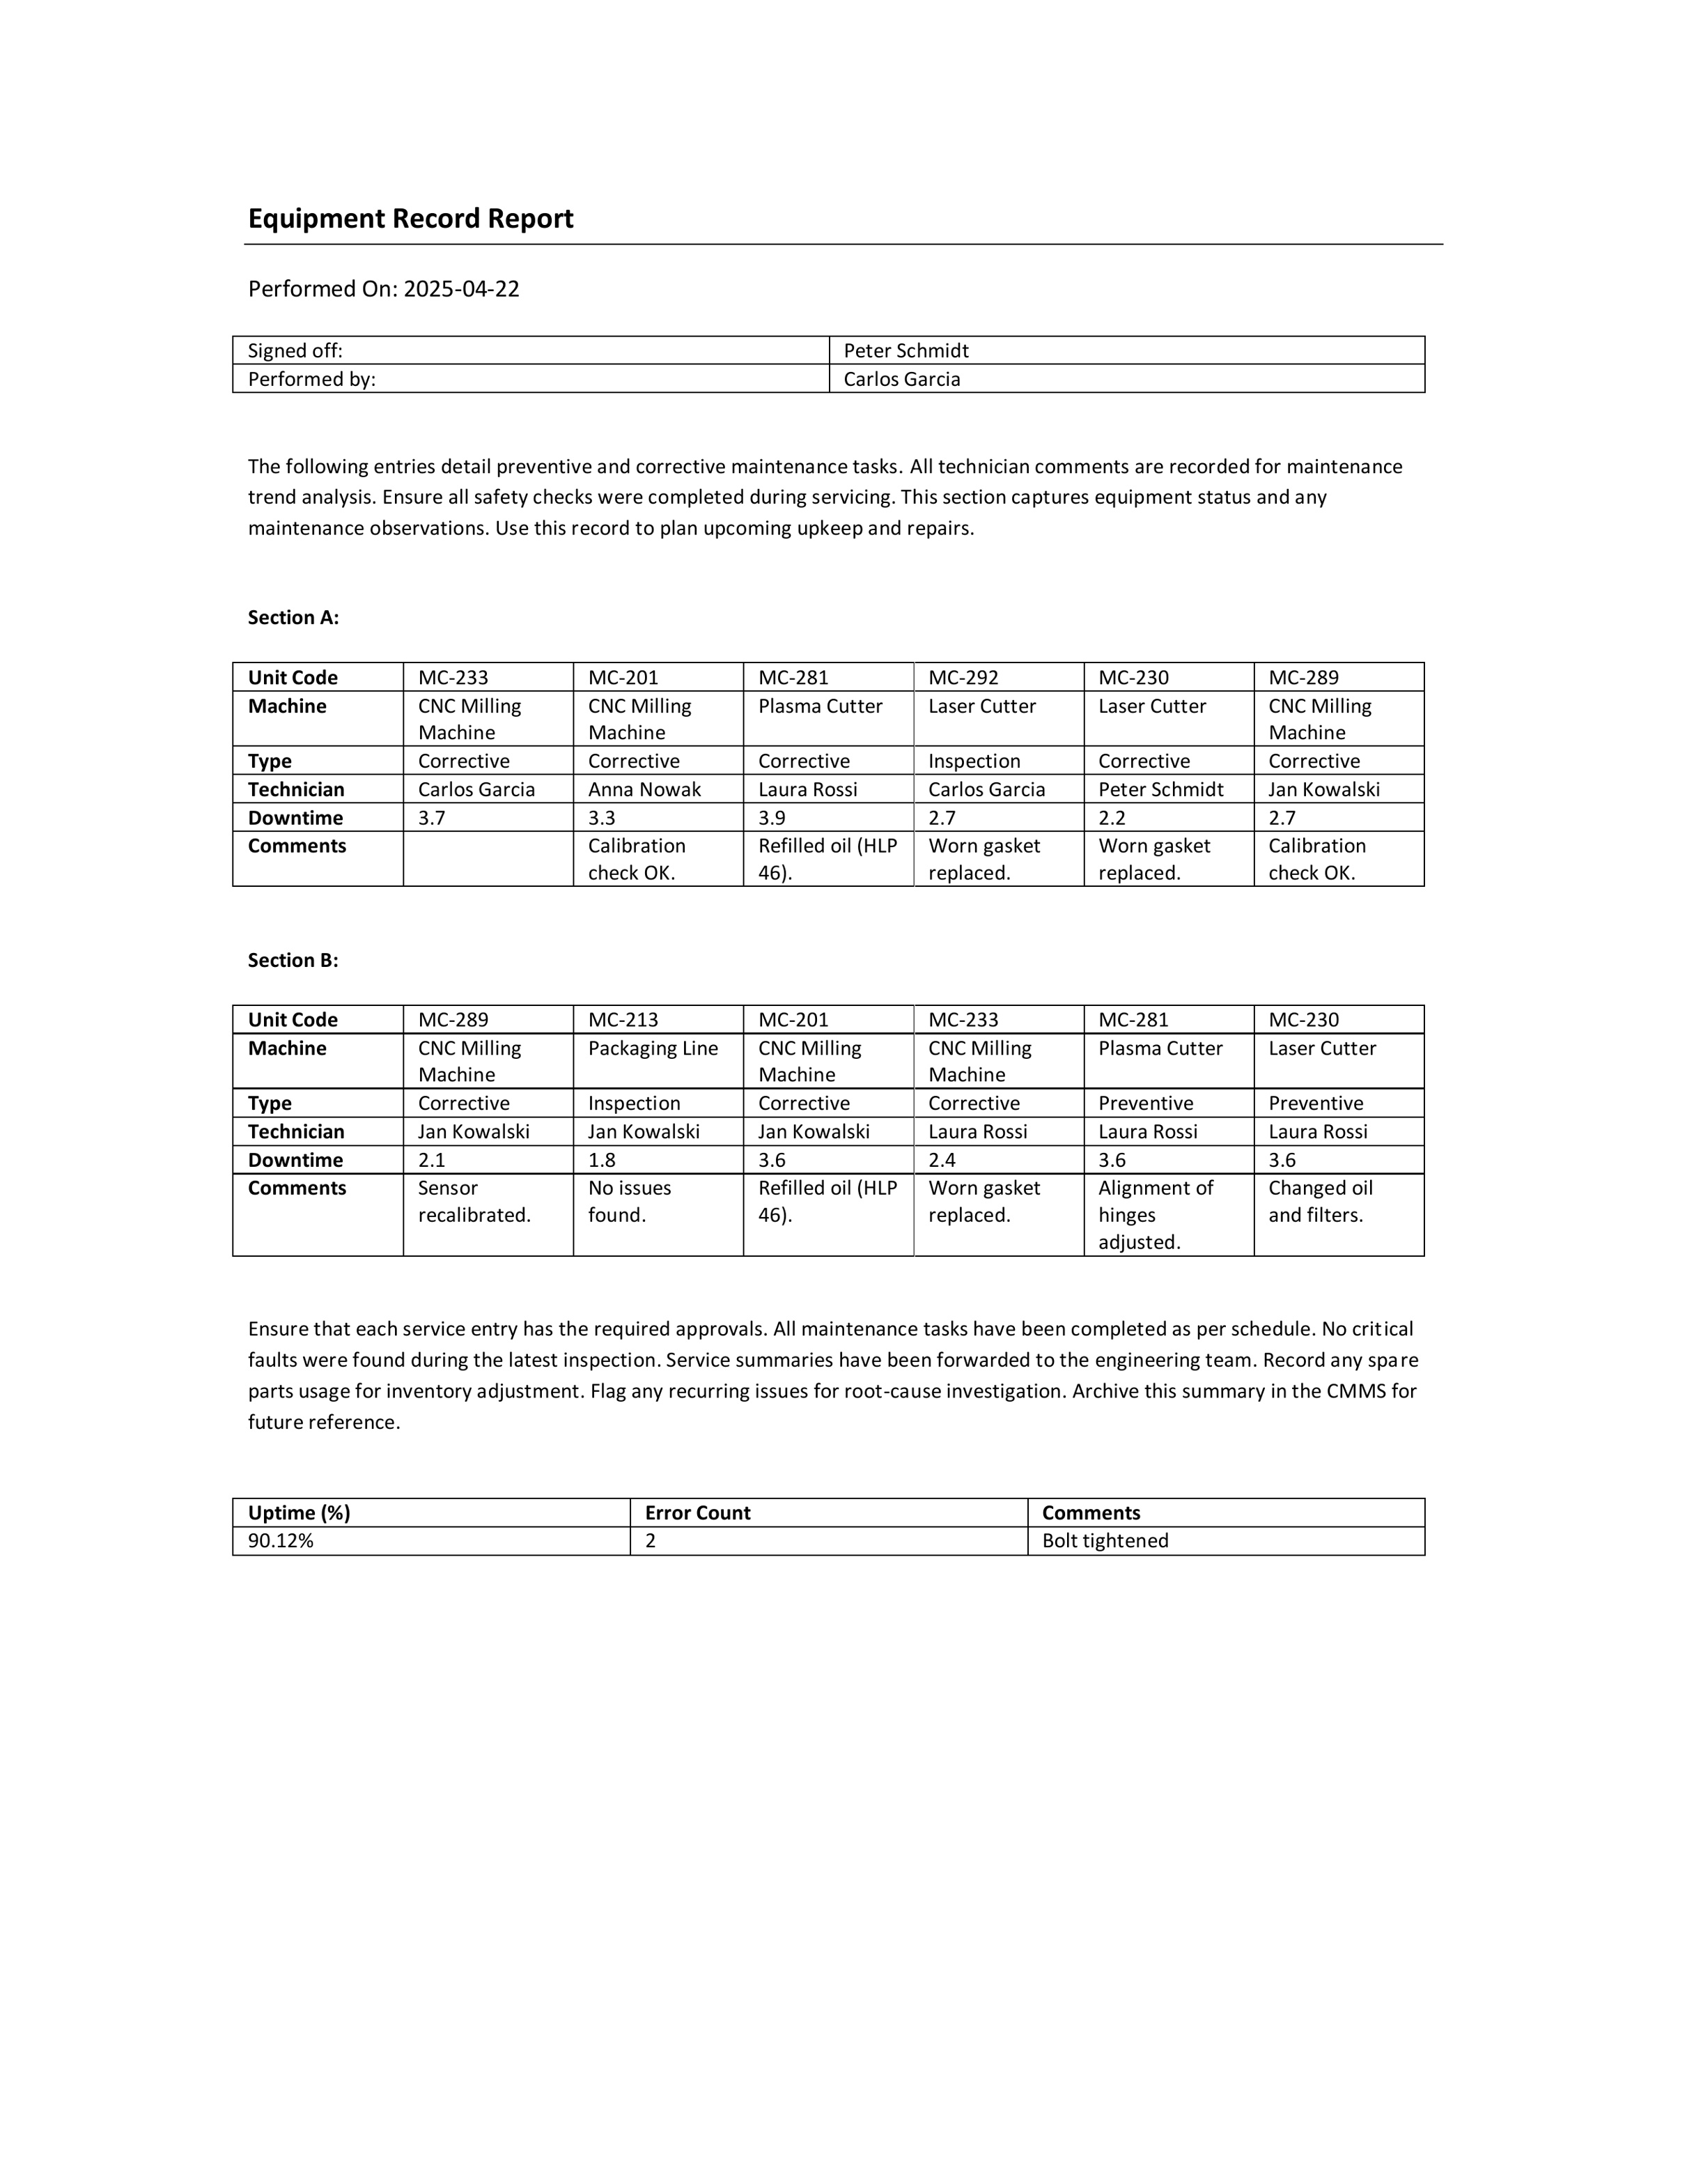 Equipment Record Report
Performed On: 2025-04-22
Signed off: Peter Schmidt
Performed by: Carlos Garcia
The following entries detail preventive and corrective maintenance tasks. All technician comments are recorded for maintenance
trend analysis. Ensure all safety checks were completed during servicing. This section captures equipment status and any
maintenance observations. Use this record to plan upcoming upkeep and repairs.
Section A:
Unit Code MC-233 MC-201 MC-281 MC-292 MC-230 MC-289
Machine CNC Milling CNC Milling Plasma Cutter Laser Cutter Laser Cutter CNC Milling
Machine Machine Machine
Type Corrective Corrective Corrective Inspection Corrective Corrective
Technician Carlos Garcia Anna Nowak Laura Rossi Carlos Garcia Peter Schmidt Jan Kowalski
Downtime 3.7 3.3 3.9 2.7 2.2 2.7
Comments Calibration Refilled oil (HLP Worn gasket Worn gasket Calibration
check OK. 46). replaced. replaced. check OK.
Section B:
Unit Code MC-289 MC-213 MC-201 MC-233 MC-281 MC-230
Machine CNC Milling Packaging Line CNC Milling CNC Milling Plasma Cutter Laser Cutter
Machine Machine Machine
Type Corrective Inspection Corrective Corrective Preventive Preventive
Technician Jan Kowalski Jan Kowalski Jan Kowalski Laura Rossi Laura Rossi Laura Rossi
Downtime 2.1 1.8 3.6 2.4 3.6 3.6
Comments Sensor No issues Refilled oil (HLP Worn gasket Alignment of Changed oil
recalibrated. found. 46). replaced. hinges and filters.
adjusted.
Ensure that each service entry has the required approvals. All maintenance tasks have been completed as per schedule. No critical
faults were found during the latest inspection. Service summaries have been forwarded to the engineering team. Record any spare
parts usage for inventory adjustment. Flag any recurring issues for root-cause investigation. Archive this summary in the CMMS for
future reference.
Uptime (%) Error Count Comments
90.12% 2 Bolt tightened